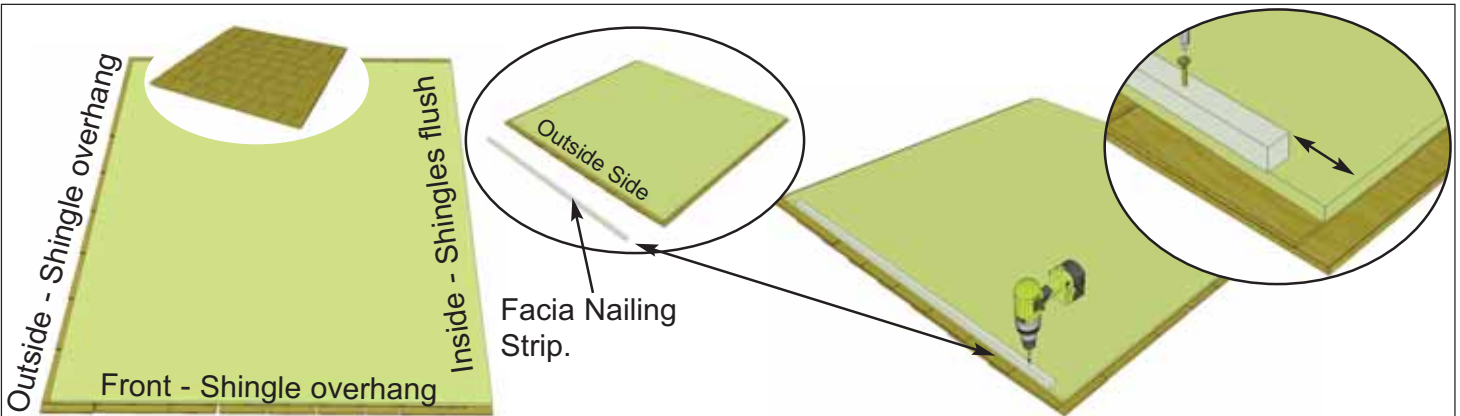 Outside - Shingle overhang
Inside - Shingles flush
Front - Shingle overhang
Outside Side
Facia Nailing
Strip.